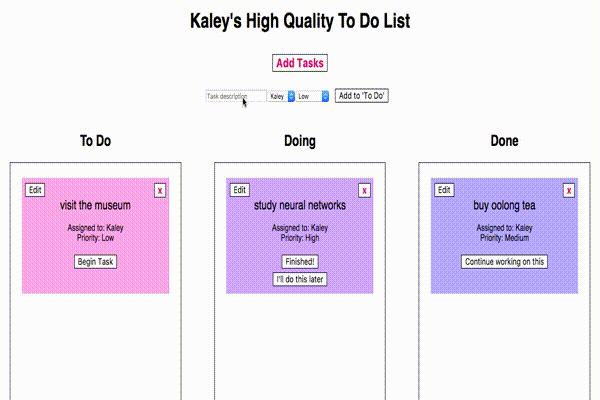 Kaley's High Quality To Do List
Add Tasks
Task description Kaley Low Add to 'To Do'
To Do
Edit x
visit the museum
Assigned to: Kaley
Priority: Low
Begin Task
Doing
Edit x
study neural networks
Assigned to: Kaley
Priority: High
Finished!
I'll do this later
Done
Edit x
buy oolong tea
Assigned to: Kaley
Priority: Medium
Continue working on this